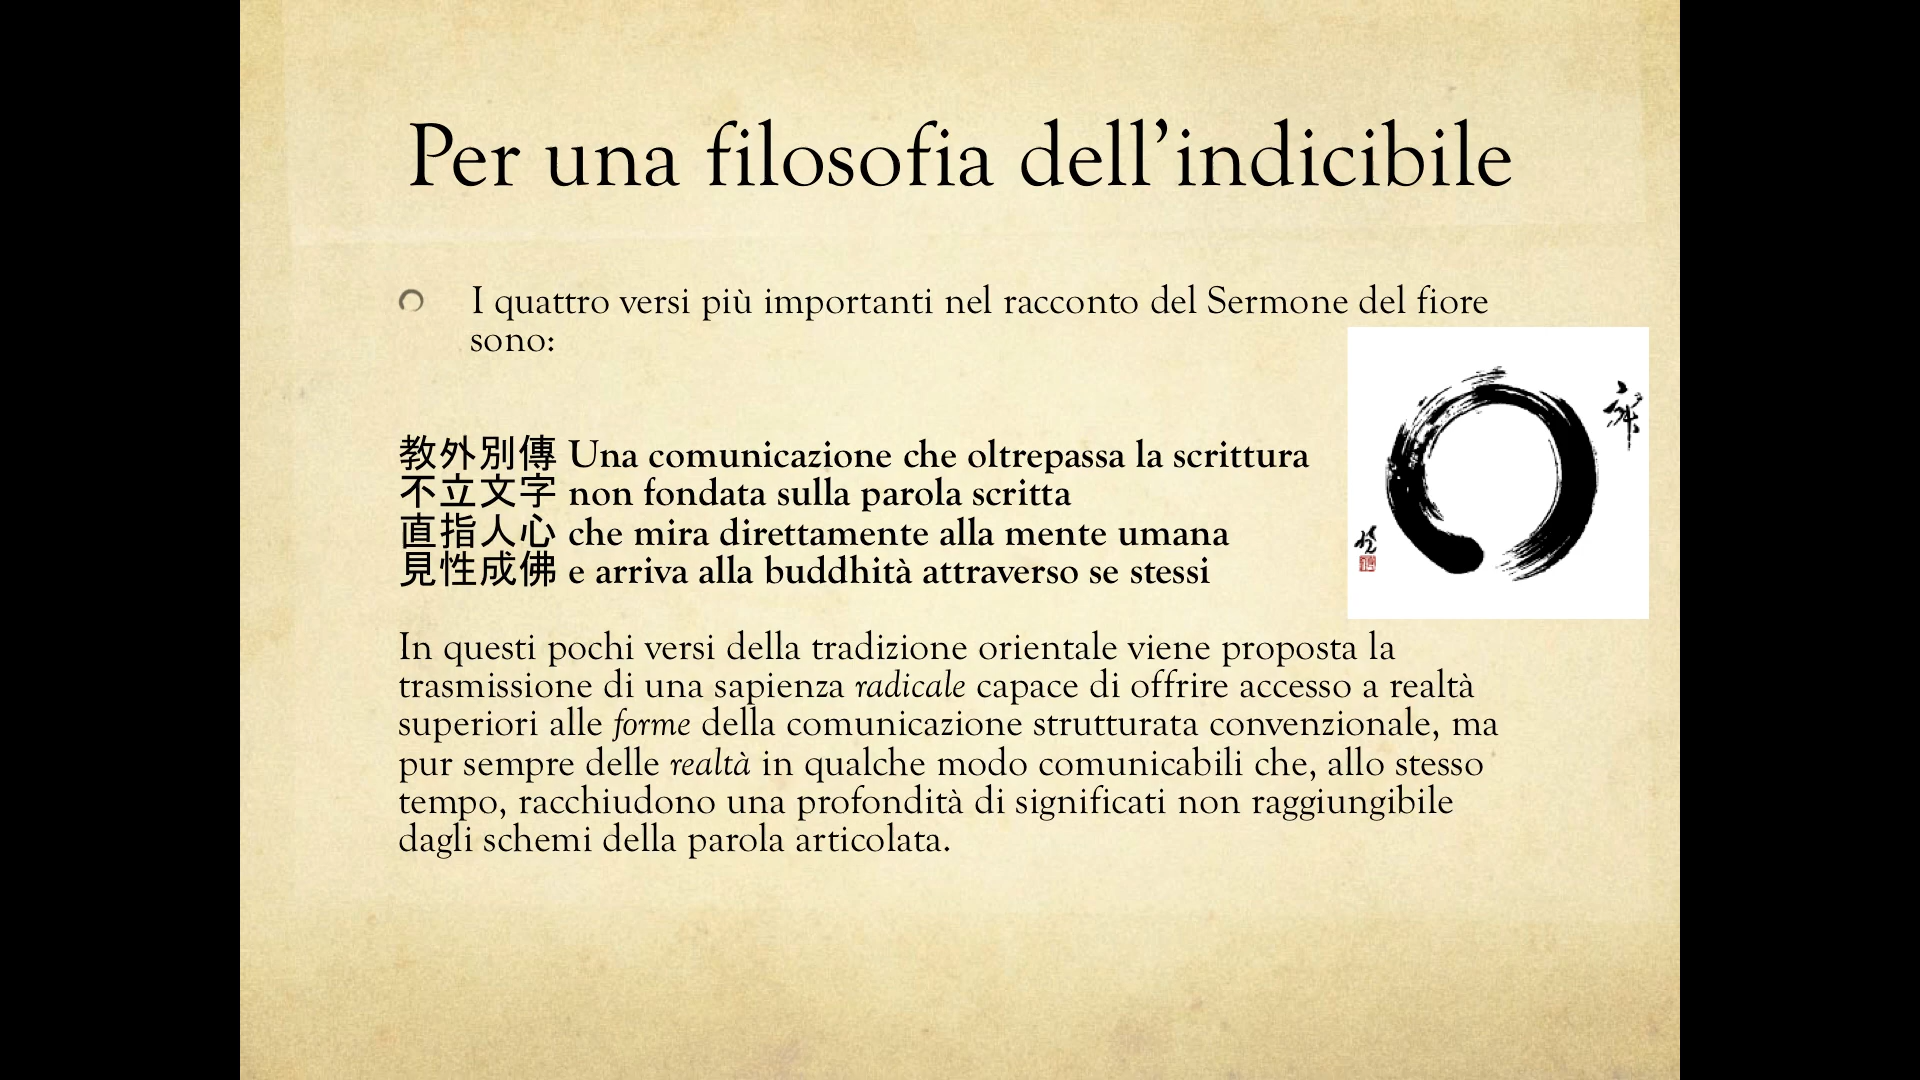 Per una filosofia dell’indicibile
I quattro versi più importanti nel racconto del Sermone del fiore
sono:
教外別傳 Una comunicazione che oltrepassa la scrittura
不立文字 non fondata sulla parola scritta
直指人心 che mira direttamente alla mente umana
見性成佛 e arriva alla buddhità attraverso se stessi
In questi pochi versi della tradizione orientale viene proposta la
trasmissione di una sapienza radicale capace di offrire accesso a realtà
superiori alle forme della comunicazione strutturata convenzionale, ma
pur sempre delle realtà in qualche modo comunicabili che, allo stesso
tempo, racchiudono una profondità di significati non raggiungibile
dagli schemi della parola articolata.